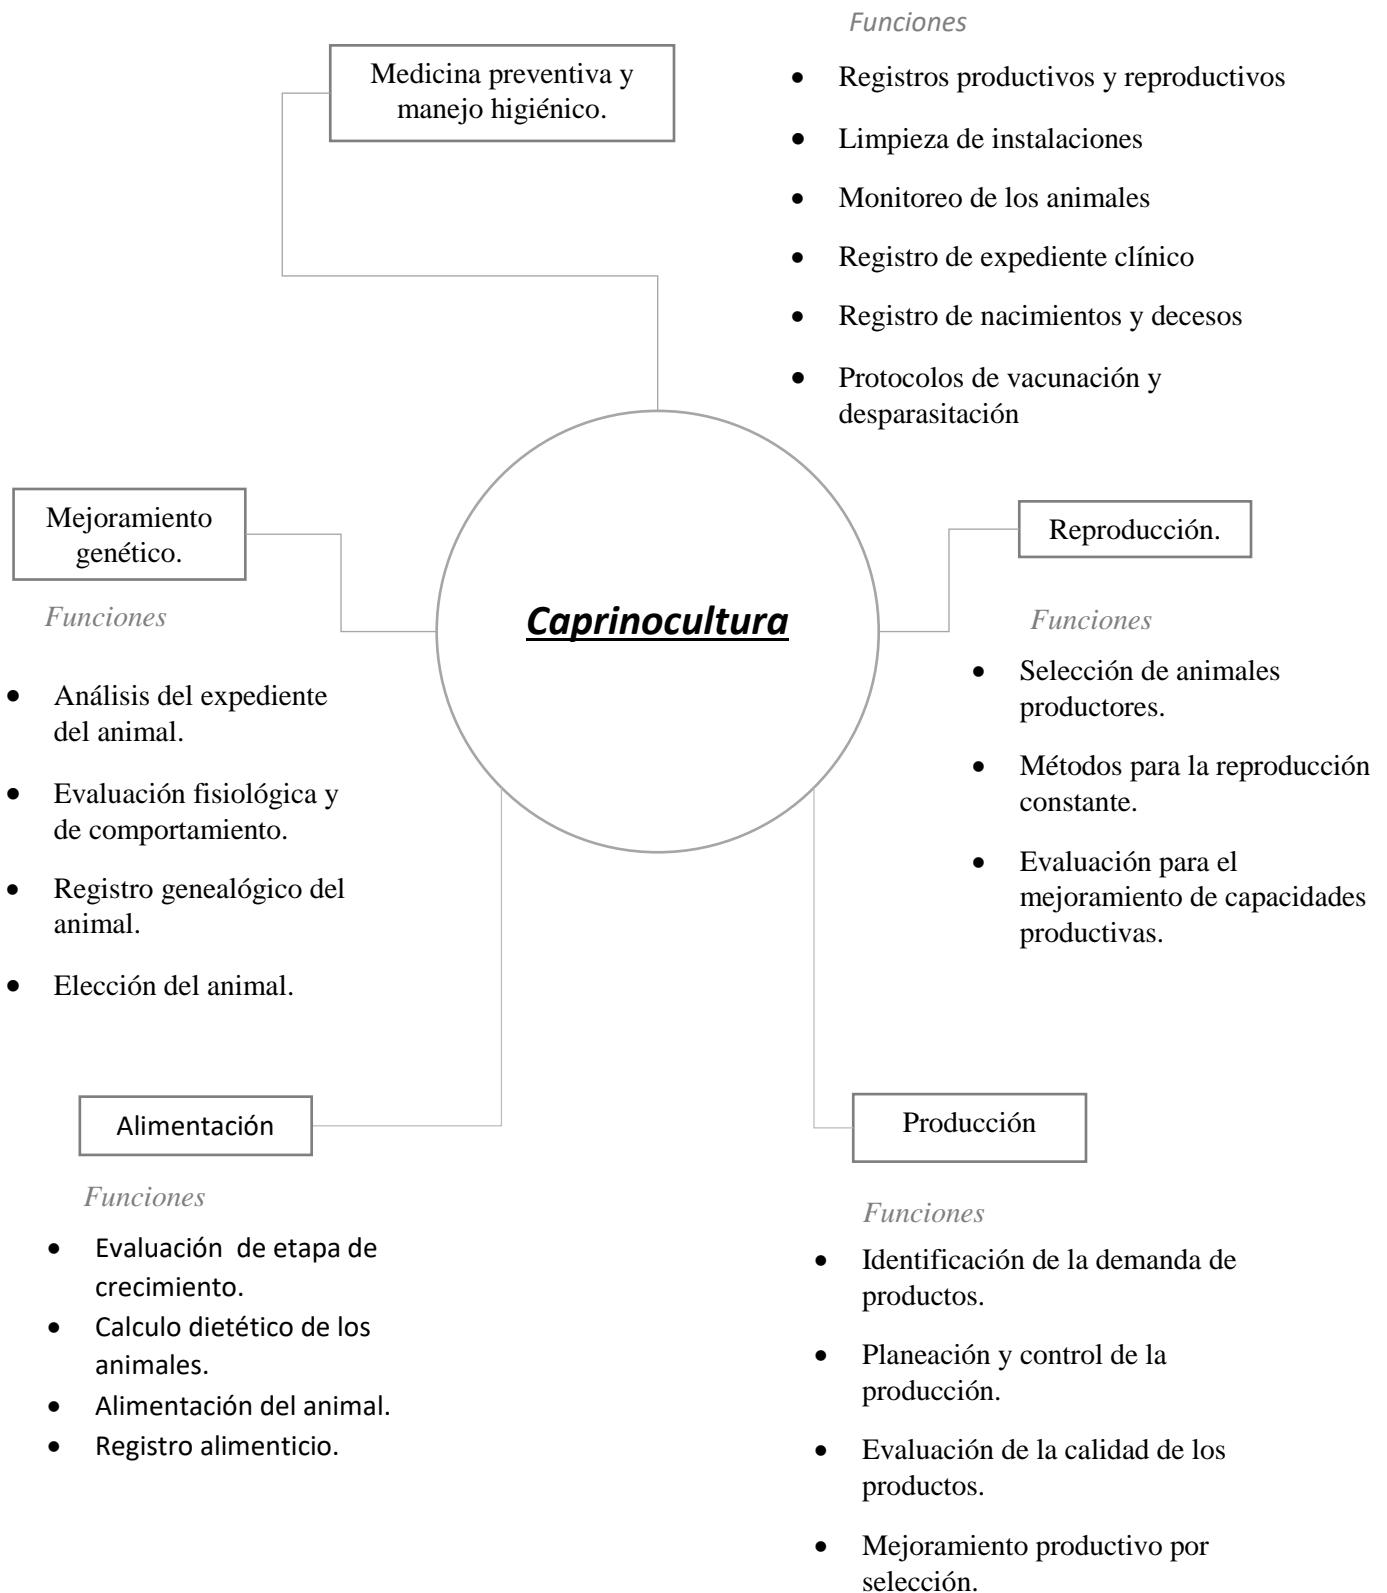 Funciones
Medicina preventiva y
manejo higiénico.
• Registros productivos y reproductivos
• Limpieza de instalaciones
• Monitoreo de los animales
• Registro de expediente clínico
• Registro de nacimientos y decesos
• Protocolos de vacunación y
desparasitación
Mejoramiento
genético.
Funciones
• Análisis del expediente
del animal.
• Evaluación fisiológica y
de comportamiento.
• Registro genealógico del
animal.
• Elección del animal.
Caprinocultura
Reproducción.
Funciones
• Selección de animales
productores.
• Métodos para la reproducción
constante.
• Evaluación para el
mejoramiento de capacidades
productivas.
Alimentación
Funciones
• Evaluación  de etapa de
crecimiento.
• Calculo dietético de los
animales.
• Alimentación del animal.
• Registro alimenticio.
Producción
Funciones
• Identificación de la demanda de
productos.
• Planeación y control de la
producción.
• Evaluación de la calidad de los
productos.
• Mejoramiento productivo por
selección.